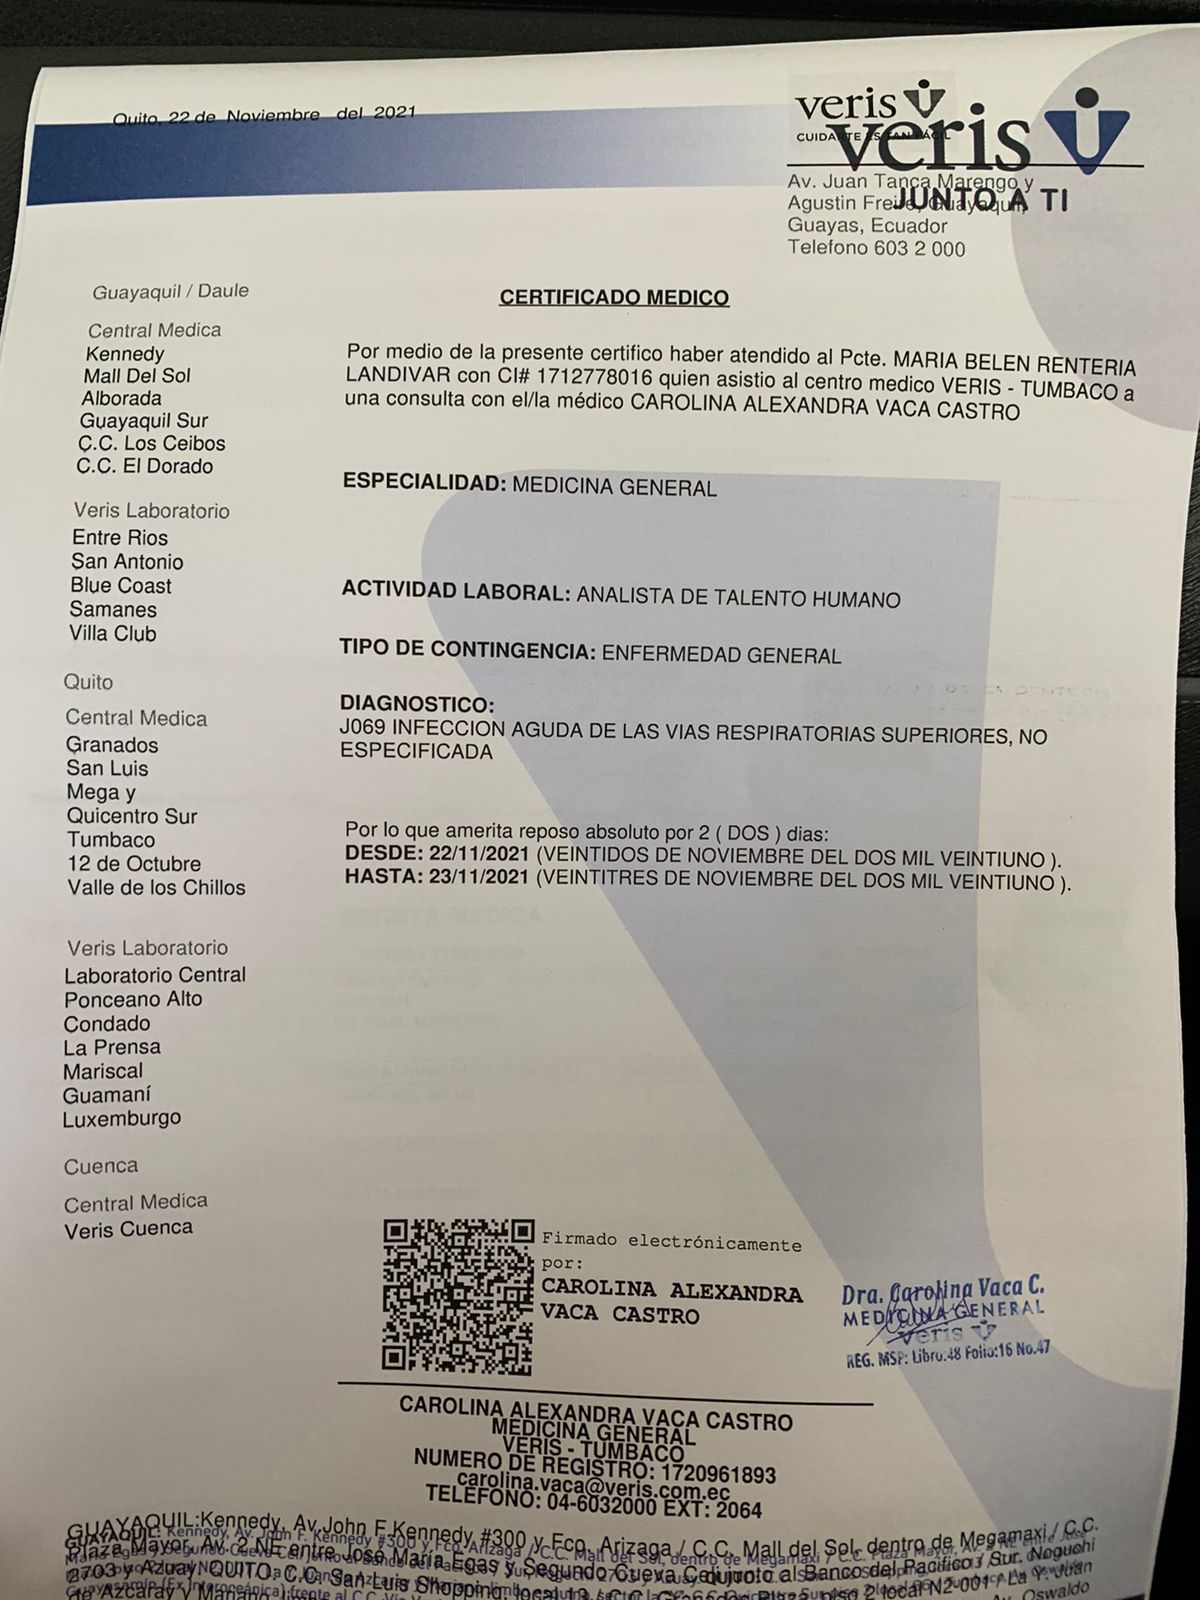 Quito, 22 de Noviembre del 2021
veris
CUIDARTE ES TAN FÁCIL
veris
JUNTO A TI
Av. Juan Tanca Marengo y
Agustin Freire, Guayaquil,
Guayas, Ecuador
Telefono 603 2 000
Guayaquil / Daule
Central Medica
Kennedy
Mall Del Sol
Alborada
Guayaquil Sur
C.C. Los Ceibos
C.C. El Dorado
Veris Laboratorio
Entre Rios
San Antonio
Blue Coast
Samanes
Villa Club
Quito
Central Medica
Granados
San Luis
Mega y
Quicentro Sur
Tumbaco
12 de Octubre
Valle de los Chillos
Veris Laboratorio
Laboratorio Central
Ponceano Alto
Condado
La Prensa
Mariscal
Guamaní
Luxemburgo
Cuenca
Central Medica
Veris Cuenca
CERTIFICADO MEDICO
Por medio de la presente certifico haber atendido al Pcte. MARIA BELEN RENTERIA
LANDIVAR con CI# 1712778016 quien asistio al centro medico VERIS - TUMBACO a
una consulta con el/la médico CAROLINA ALEXANDRA VACA CASTRO
ESPECIALIDAD: MEDICINA GENERAL
ACTIVIDAD LABORAL: ANALISTA DE TALENTO HUMANO
TIPO DE CONTINGENCIA: ENFERMEDAD GENERAL
DIAGNOSTICO:
J069 INFECCION AGUDA DE LAS VIAS RESPIRATORIAS SUPERIORES, NO
ESPECIFICADA
Por lo que amerita reposo absoluto por 2 ( DOS ) dias:
DESDE: 22/11/2021 (VEINTIDOS DE NOVIEMBRE DEL DOS MIL VEINTIUNO ).
HASTA: 23/11/2021 (VEINTITRES DE NOVIEMBRE DEL DOS MIL VEINTIUNO ).
Firmado electrónicamente
por:
CAROLINA ALEXANDRA
VACA CASTRO
Dra. Carolina Vaca C.
MEDICINA GENERAL
veris
REG. MSP: Libro:48 Folio:16 No.47
CAROLINA ALEXANDRA VACA CASTRO
MEDICINA GENERAL
VERIS - TUMBACO
NUMERO DE REGISTRO: 1720961893
carolina.vaca@veris.com.ec
TELEFONO: 04-6032000 EXT: 2064
GUAYAQUIL:Kennedy, Av.John F.Kennedy #300 y Fco. Arizaga / C.C. Mall del Sol, dentro de Megamaxi / C.C.
Plaza Mayor, Av. 2 NE entre José María Egas y Segundo Cueva Celi junto al Banco del Pacifico / Sur. Noguchi
2703 y Azuay. QUITO: C.C. San Luis Shopping, local 13 piso 2 local N2-001 / La Y. Juan
de Azcaray y Oswaldo